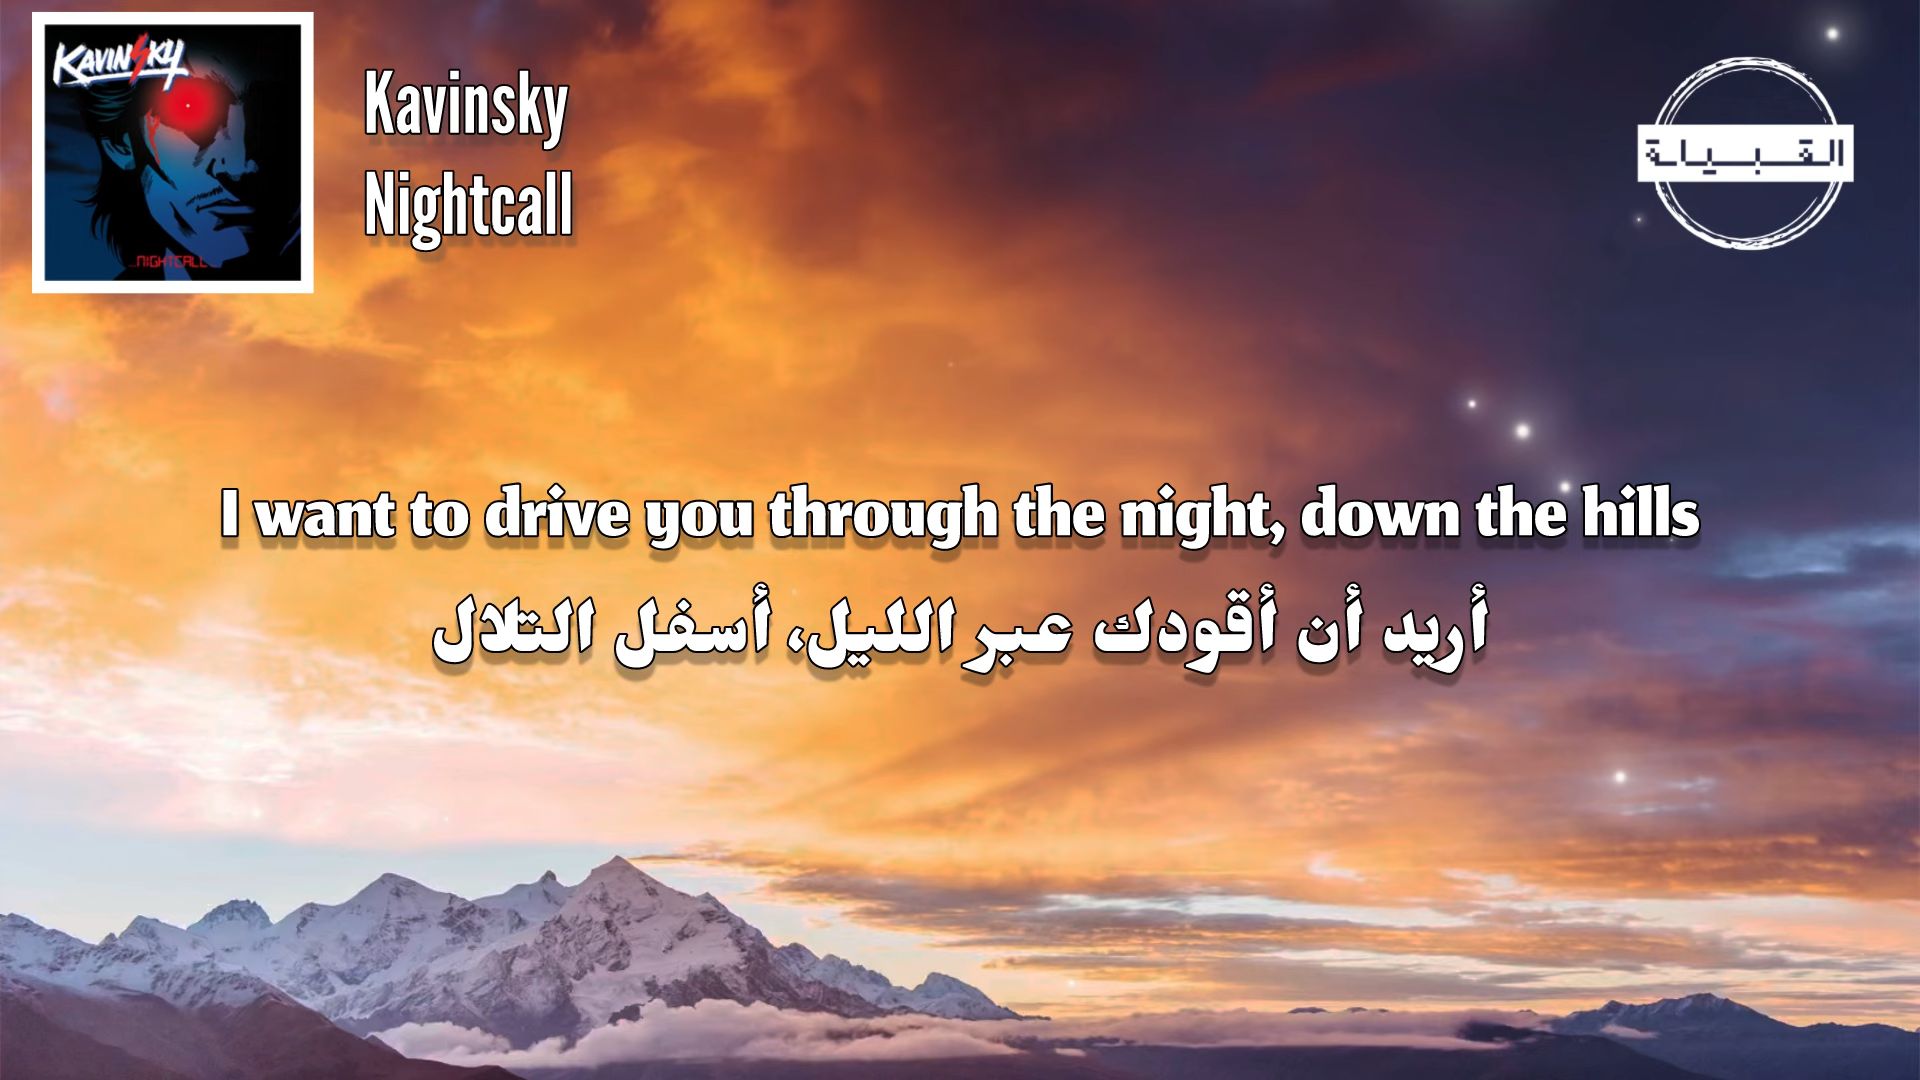 KAVINSKY
NIGHTCALL
Kavinsky
Nightcall
القبيلة
I want to drive you through the night, down the hills
أريد أن أقودك عبر الليل، أسفل التلال